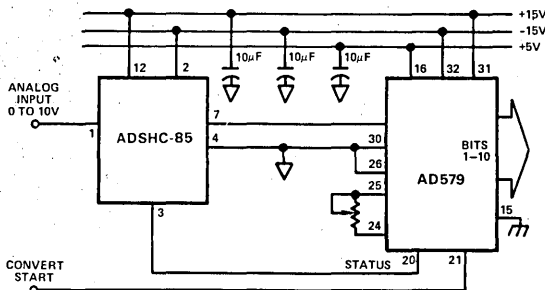 +15V
-15V
+5V
10μF
10μF
10μF
12
2
16
32
31
ANALOG
INPUT
0 TO 10V
1
ADSHC-85
7
4
30
26
25
24
AD579
BITS
1-10
15
3
STATUS
20
21
CONVERT
START